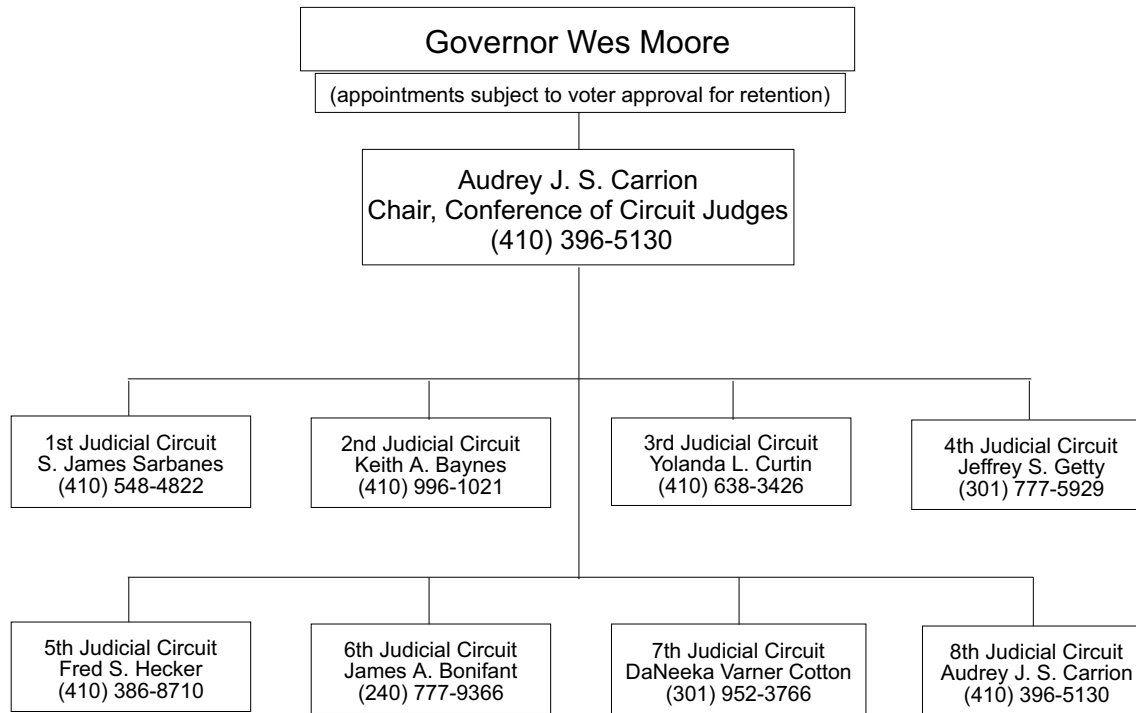 Governor Wes Moore
(appointments subject to voter approval for retention)
Audrey J. S. Carrion
Chair, Conference of Circuit Judges
(410) 396-5130
1st Judicial Circuit
S. James Sarbanes
(410) 548-4822
2nd Judicial Circuit
Keith A. Baynes
(410) 996-1021
3rd Judicial Circuit
Yolanda L. Curtin
(410) 638-3426
4th Judicial Circuit
Jeffrey S. Getty
(301) 777-5929
5th Judicial Circuit
Fred S. Hecker
(410) 386-8710
6th Judicial Circuit
James A. Bonifant
(240) 777-9366
7th Judicial Circuit
DaNeeka Varner Cotton
(301) 952-3766
8th Judicial Circuit
Audrey J. S. Carrion
(410) 396-5130